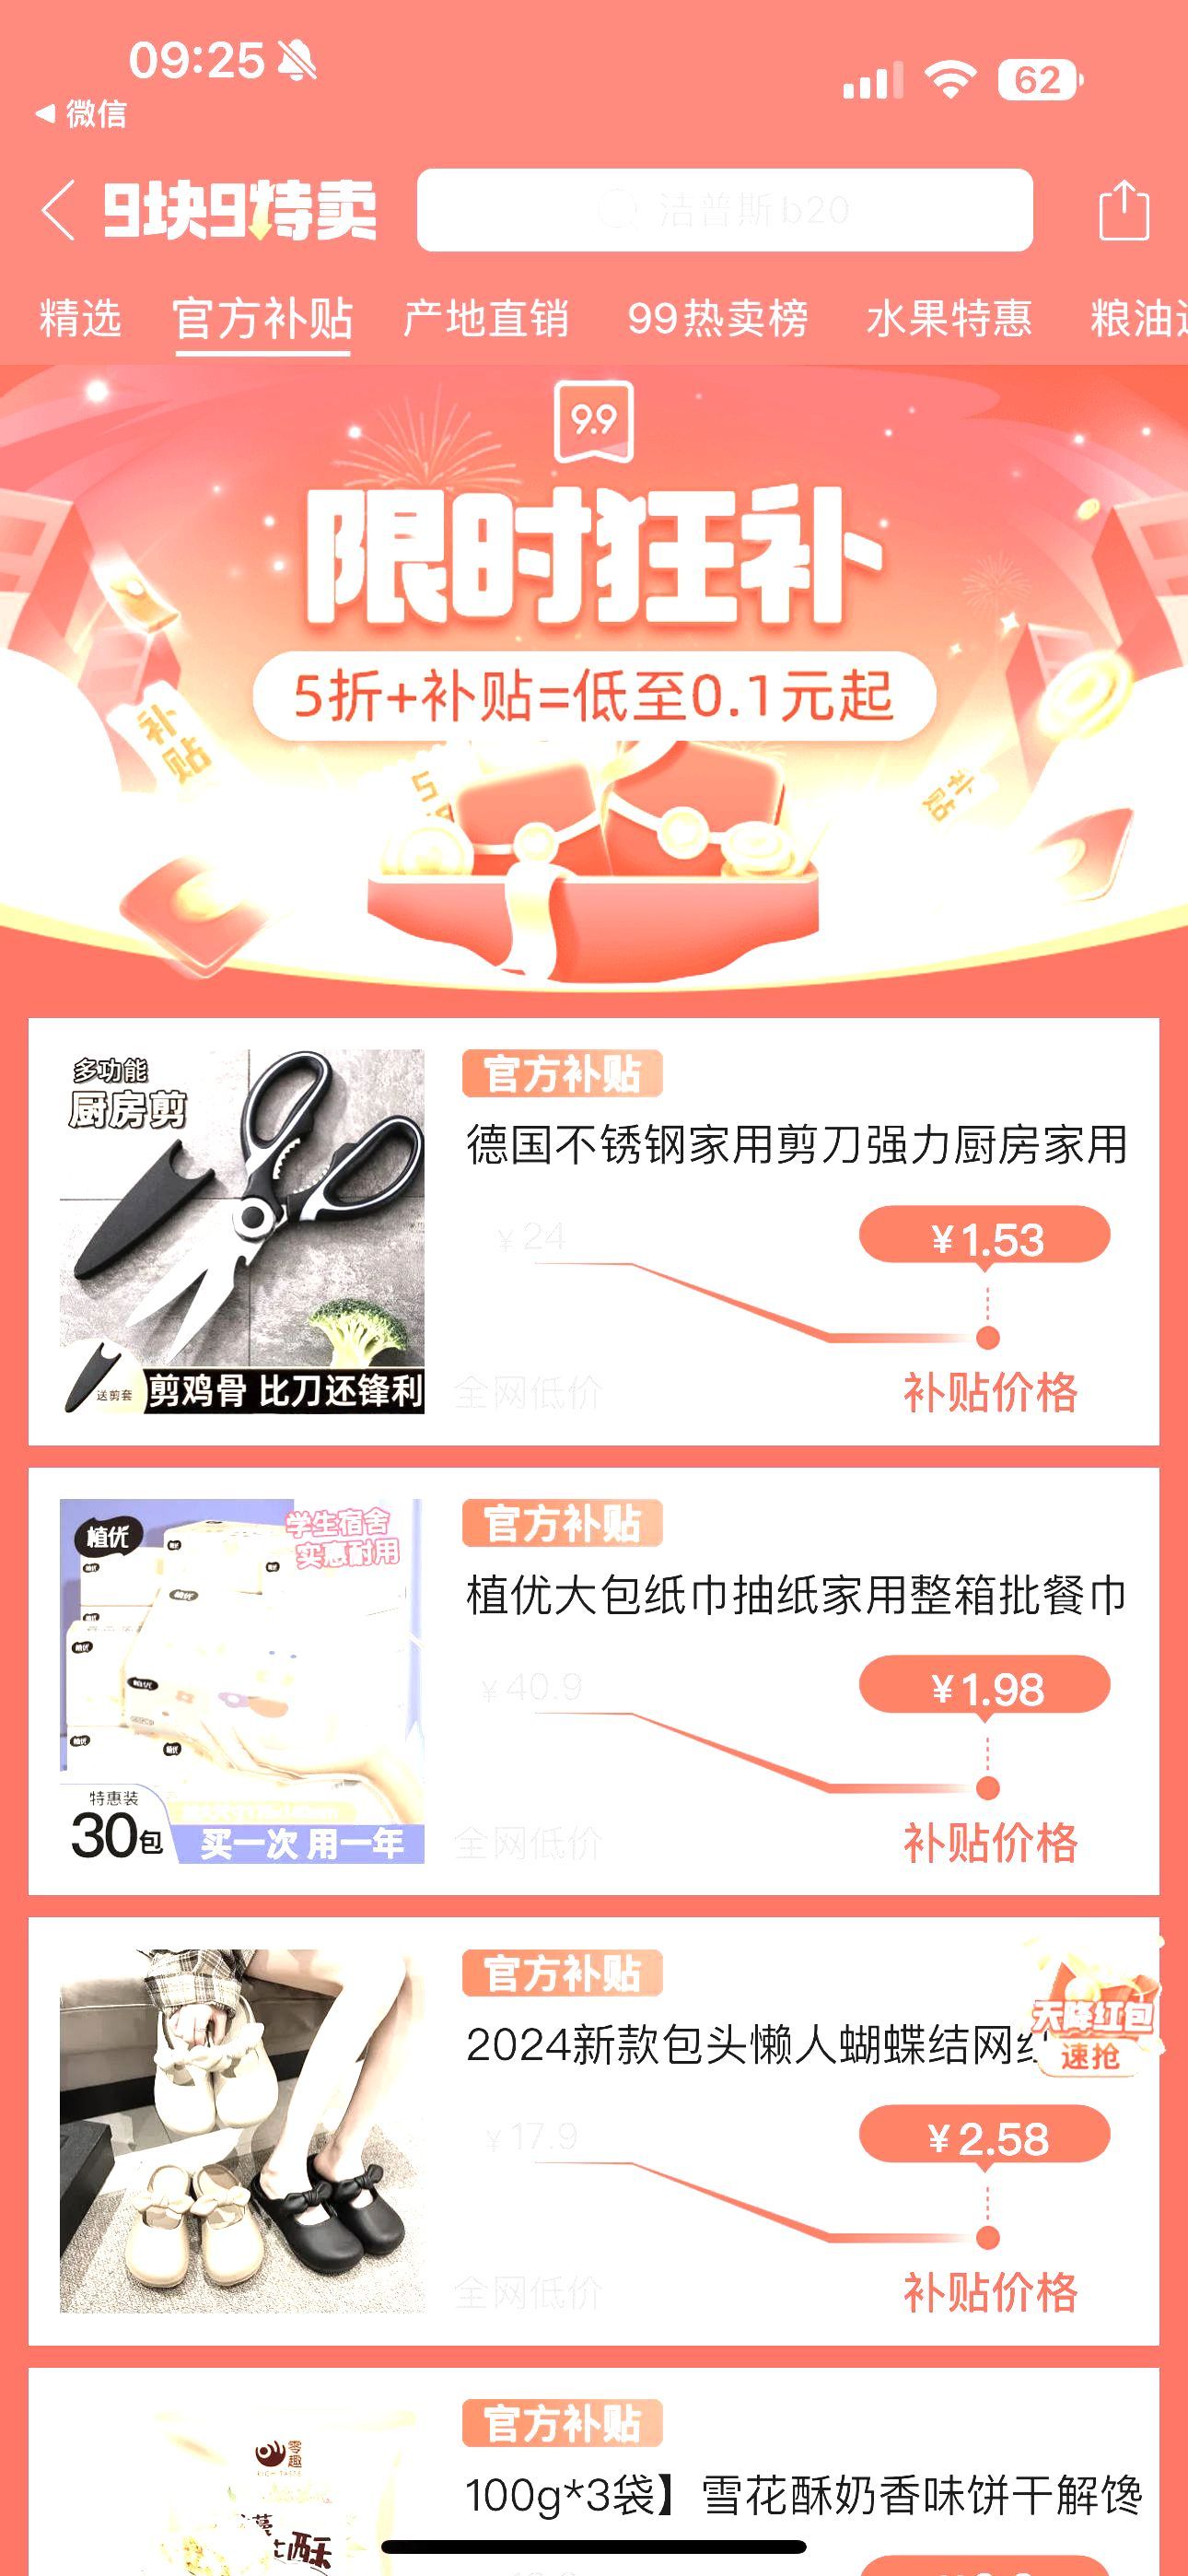 09:25
62
微信
9块9特卖
洁普斯b20
精选 官方补贴 产地直销 99热卖榜 水果特惠 粮油
9.9
限时狂补
5折+补贴=低至0.1元起
补贴
补贴
多功能
厨房剪
送剪套
剪鸡骨 比刀还锋利
官方补贴
德国不锈钢家用剪刀强力厨房家用
¥24
¥1.53
全网低价
补贴价格
植优
学生宿舍
实惠耐用
特惠装
30包
买一次 用一年
官方补贴
植优大包纸巾抽纸家用整箱批餐巾
¥40.9
¥1.98
全网低价
补贴价格
官方补贴
2024新款包头懒人蝴蝶结网红
天降红包
速抢
¥17.9
¥2.58
全网低价
补贴价格
零趣
官方补贴
100g*3袋】雪花酥奶香味饼干解馋